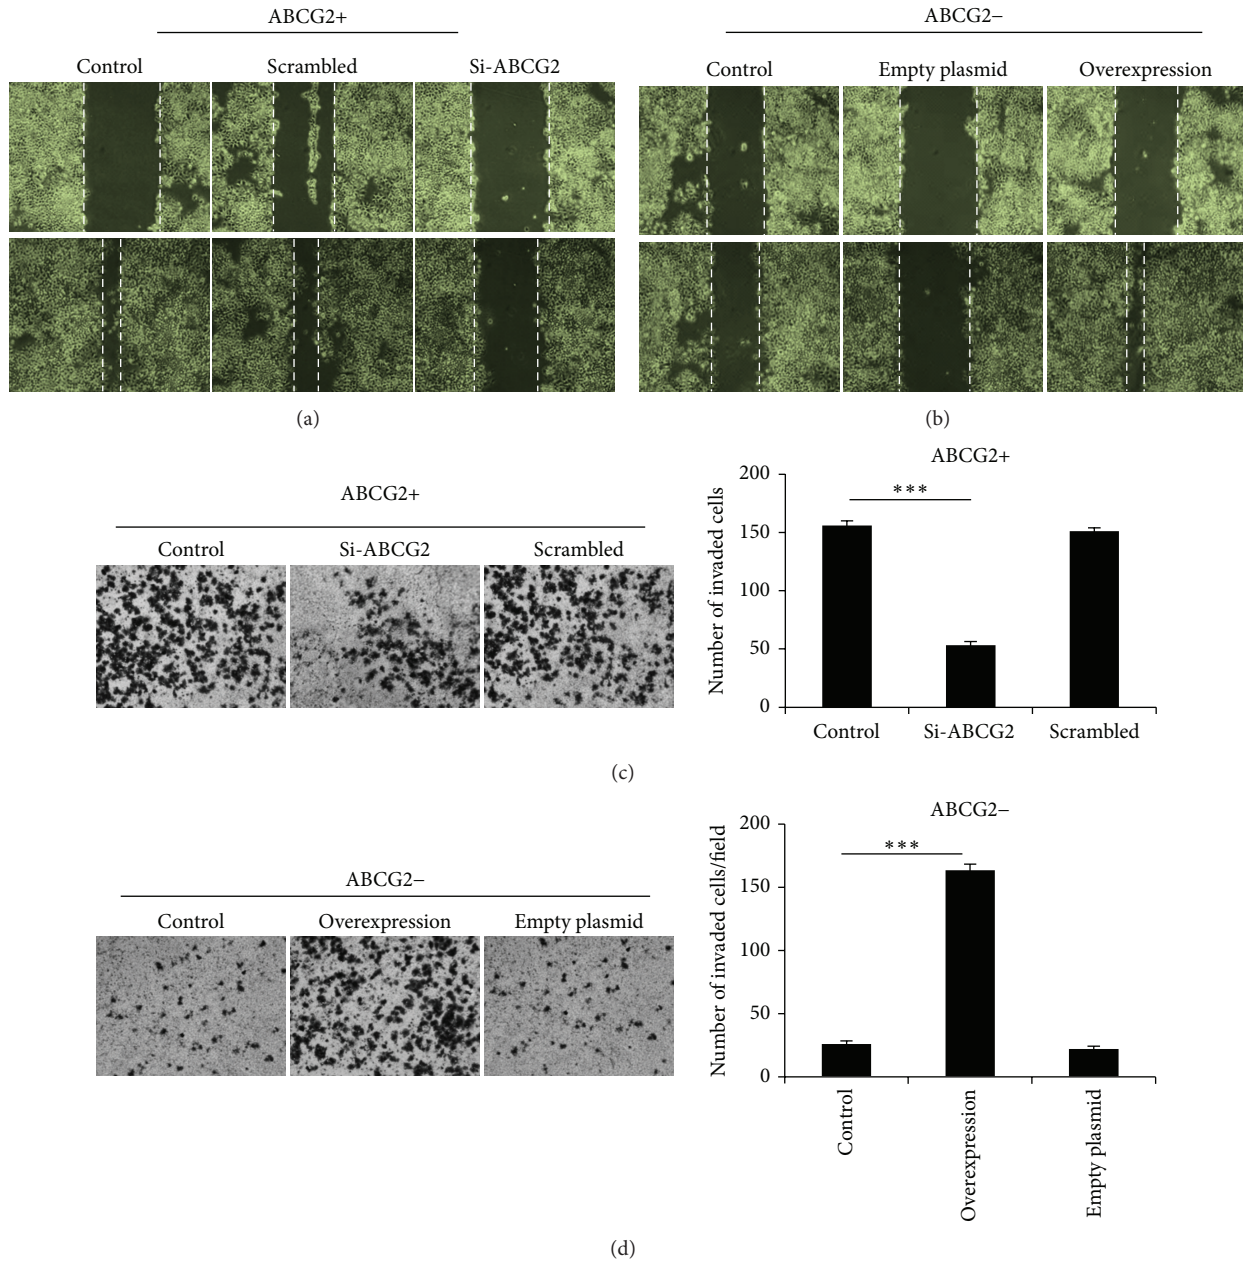 ABCG2+
Control Scrambled Si-ABCG2
(a)
ABCG2−
Control Empty plasmid Overexpression
(b)
ABCG2+
Control Si-ABCG2 Scrambled
ABCG2+
Number of invaded cells
200
150
100
50
0
***
Control Si-ABCG2 Scrambled
(c)
ABCG2−
Control Overexpression Empty plasmid
ABCG2−
Number of invaded cells/field
200
150
100
50
0
***
Control
Overexpression
Empty plasmid
(d)